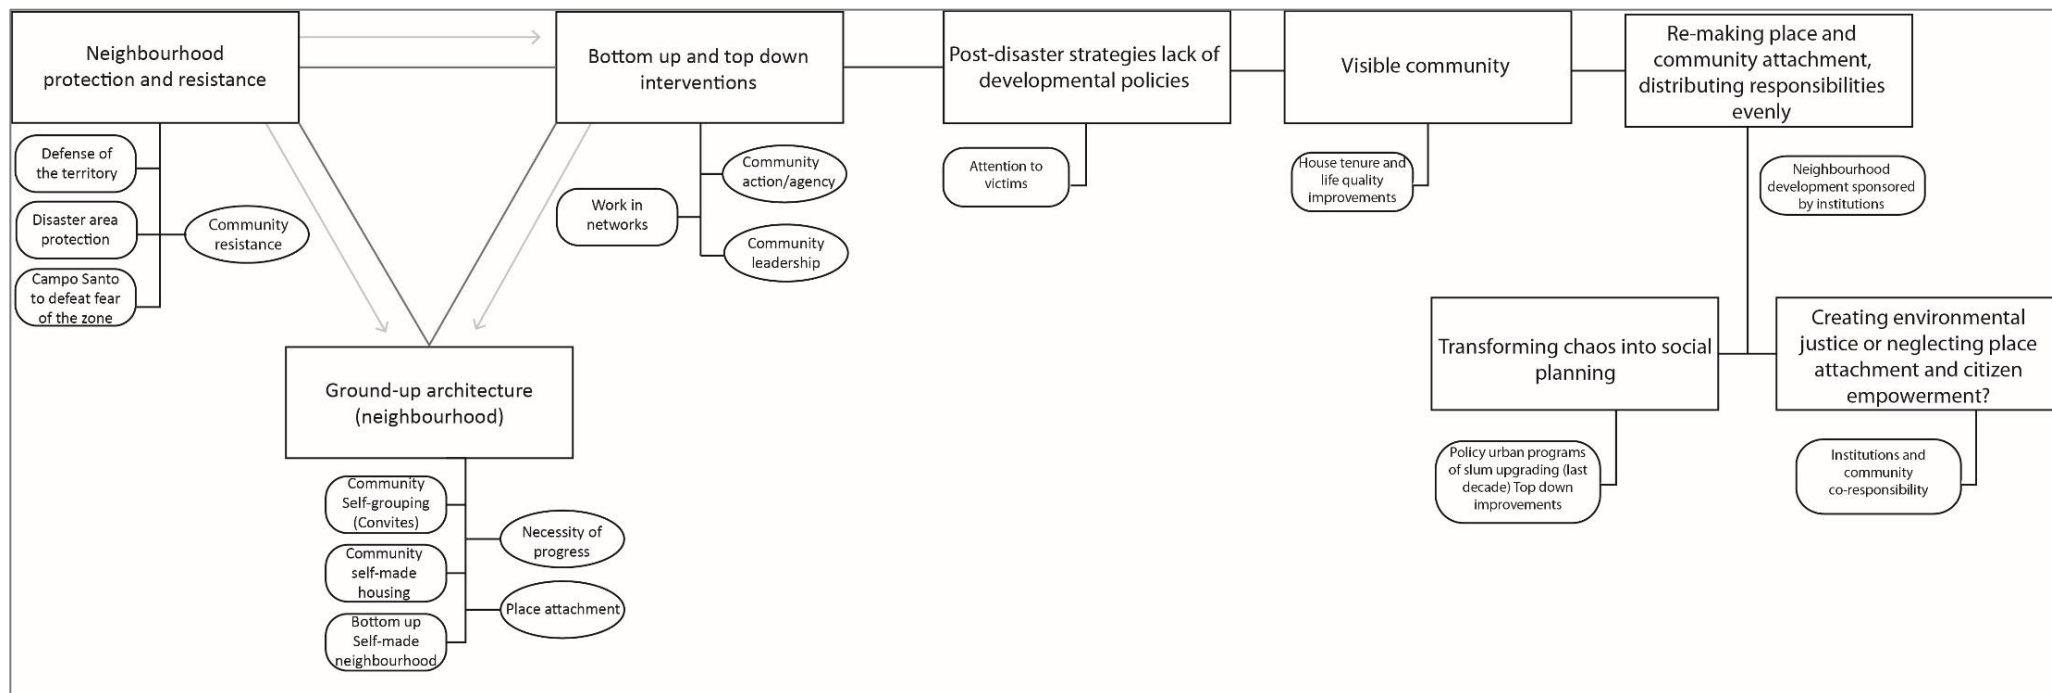 Neighbourhood
protection and resistance
Defense of
the territory
Disaster area
protection
Campo Santo
to defeat fear
of the zone
Community
resistance
Bottom up and top down
interventions
Work in
networks
Community
action/agency
Community
leadership
Ground-up architecture
(neighbourhood)
Community
Self-grouping
(Convites)
Community
self-made
housing
Bottom up
Self-made
neighbourhood
Necessity of
progress
Place attachment
Post-disaster strategies lack of
developmental policies
Attention to
victims
Visible community
House tenure and
life quality
improvements
Re-making place and
community attachment,
distributing responsibilities
evenly
Neighbourhood
development sponsored
by institutions
Transforming chaos into social
planning
Policy urban programs
of slum upgrading (last
decade) Top down
improvements
Creating environmental
justice or neglecting place
attachment and citizen
empowerment?
Institutions and
community
co-responsibility